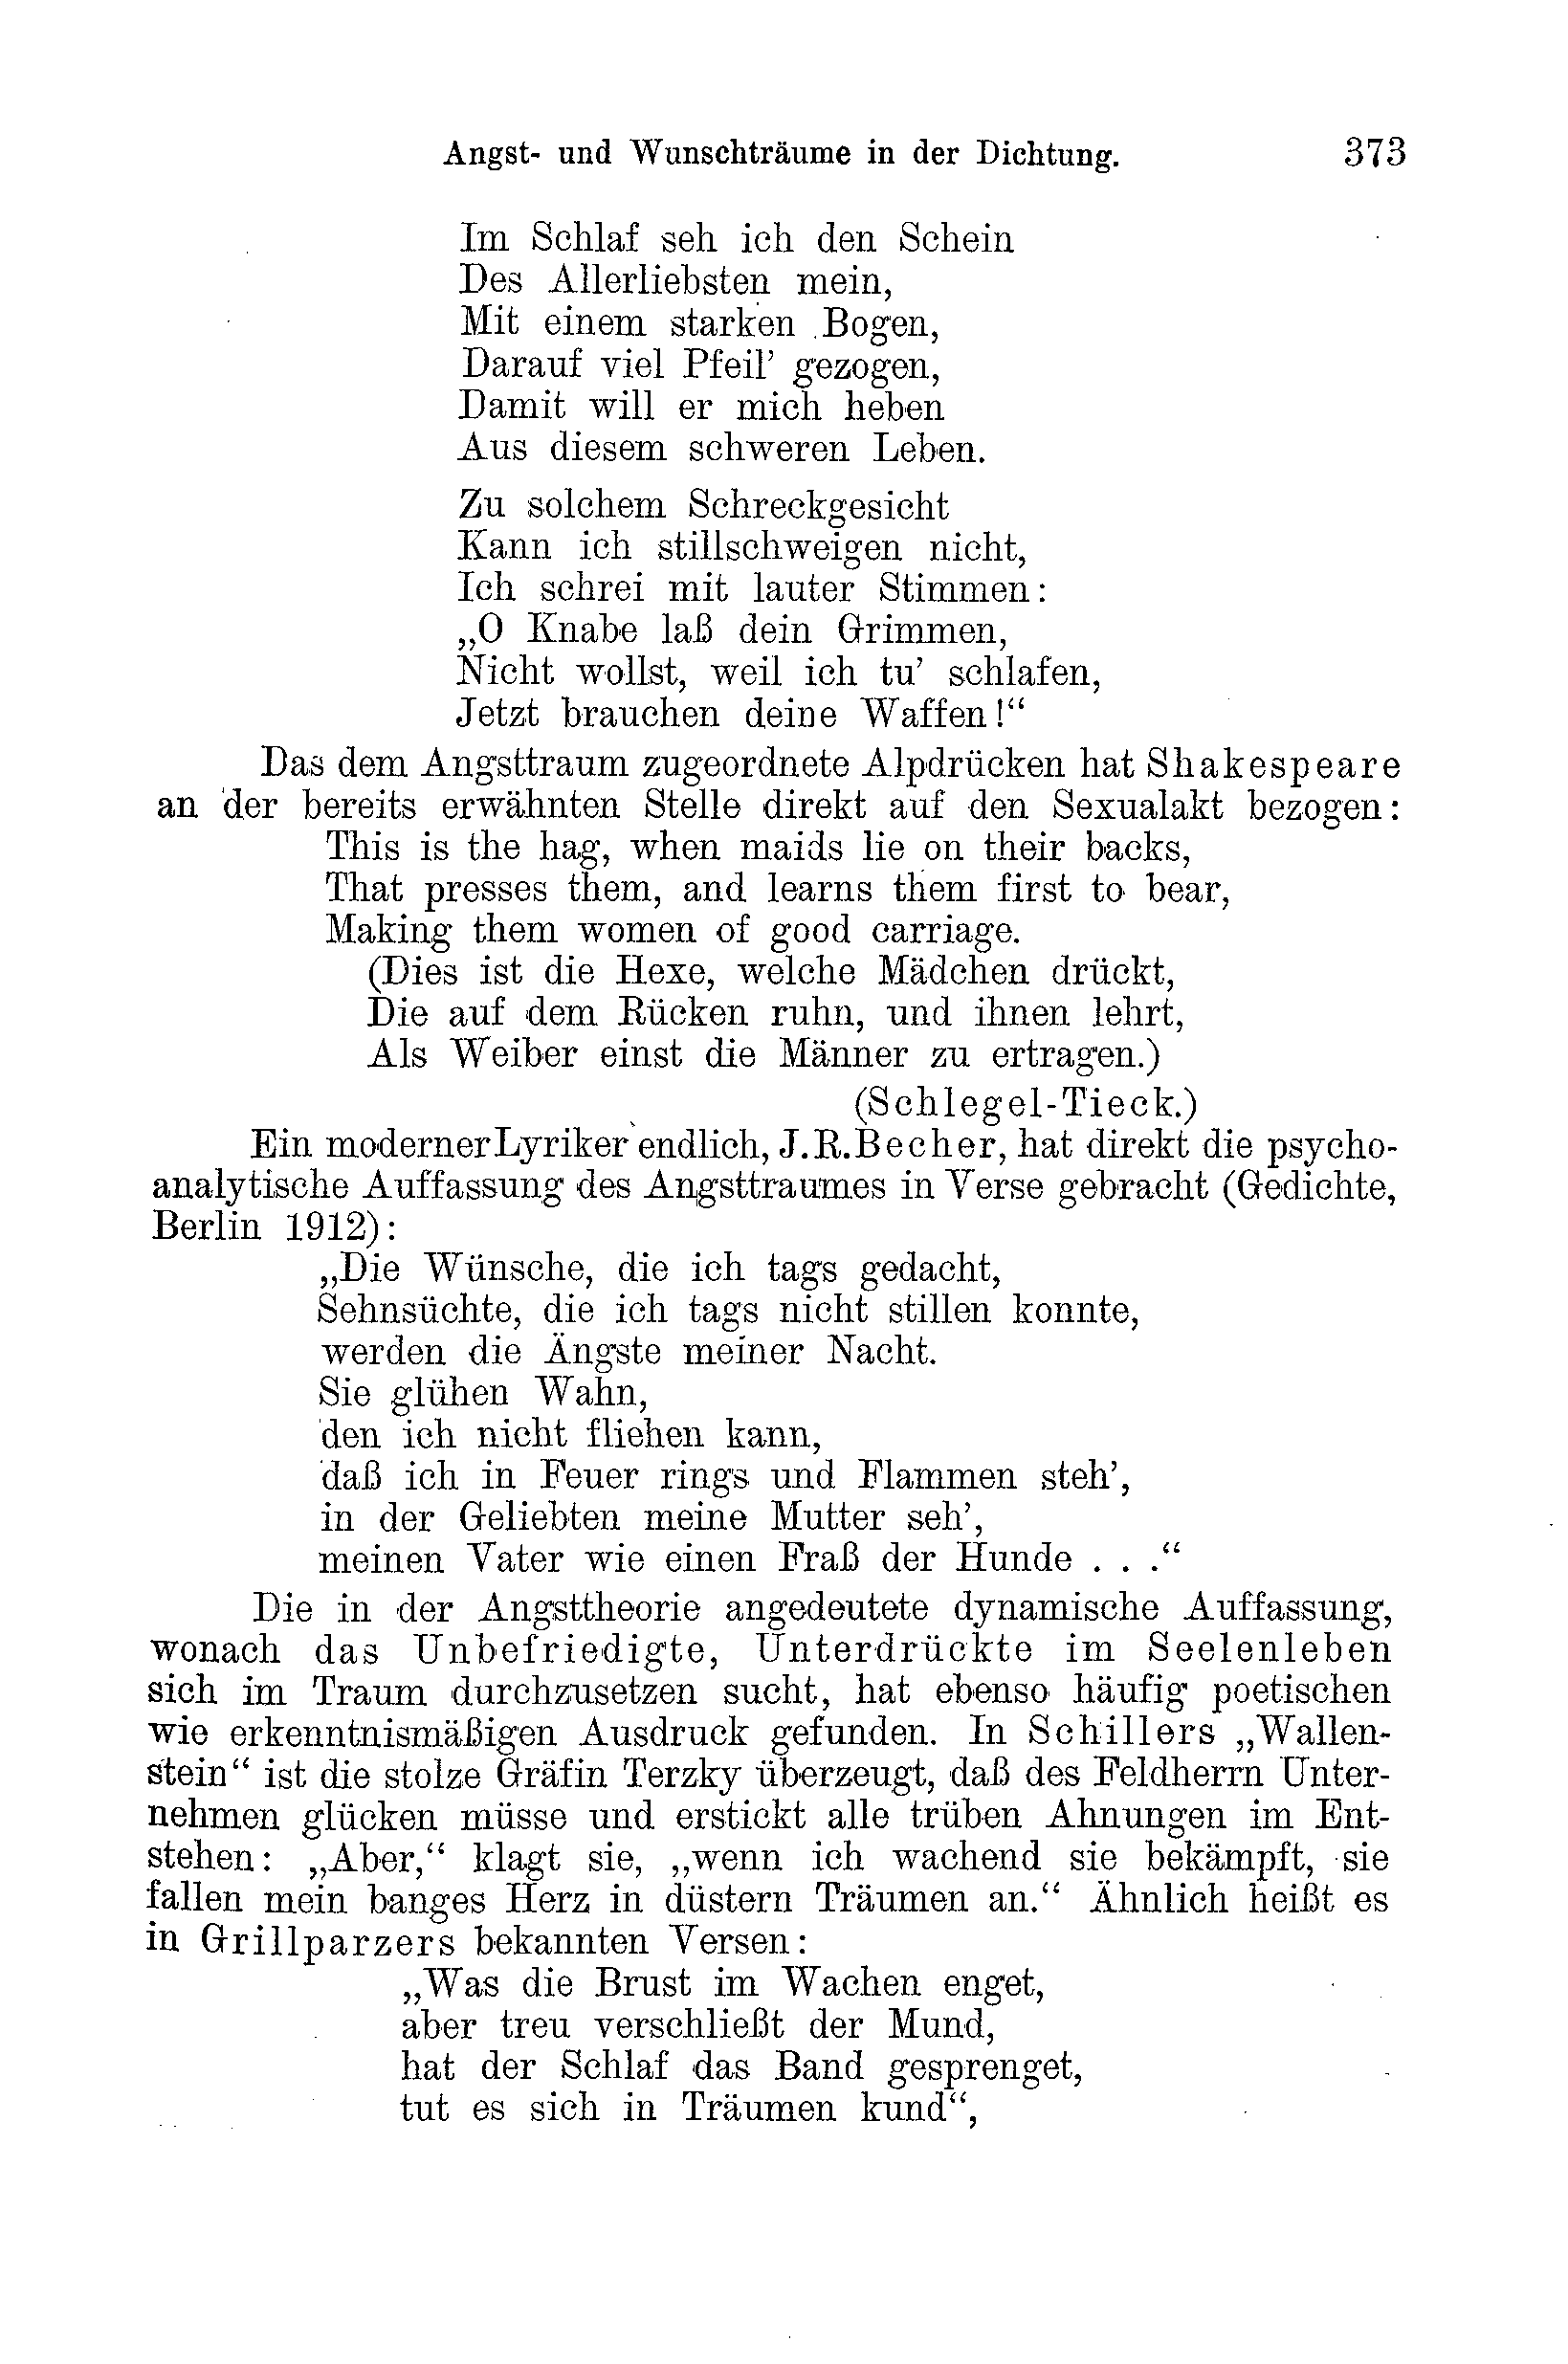 Angst- und Wunschträume in der Dichtung. 373
Im Schlaf seh ich den Schein
Des Allerliebsten mein,
Mit einem starken Bogen,
Darauf viel Pfeil’ gezogen,
Damit will er mich heben
Aus diesem schweren Leben.
Zu solchem Schreckgesicht
Kann ich stillschweigen nicht,
Ich schrei mit lauter Stimmen:
„O Knabe laß dein Grimmen,
Nicht wollst, weil ich tu’ schlafen,
Jetzt brauchen deine Waffen!“
Das dem Angsttraum zugeordnete Alpdrücken hat Shakespeare
an der bereits erwähnten Stelle direkt auf den Sexualakt bezogen:
This is the hag, when maids lie on their backs,
That presses them, and learns them first to bear,
Making them women of good carriage.
(Dies ist die Hexe, welche Mädchen drückt,
Die auf dem Rücken ruhn, und ihnen lehrt,
Als Weiber einst die Männer zu ertragen.)
(Schlegel-Tieck.)
Ein moderner Lyriker endlich, J. R. Becher, hat direkt die psycho-
analytische Auffassung des Angsttraumes in Verse gebracht (Gedichte,
Berlin 1912):
„Die Wünsche, die ich tags gedacht,
Sehnsüchte, die ich tags nicht stillen konnte,
werden die Ängste meiner Nacht.
Sie glühen Wahn,
den ich nicht fliehen kann,
daß ich in Feuer rings und Flammen steh’,
in der Geliebten meine Mutter seh’,
meinen Vater wie einen Fraß der Hunde . . .“
Die in der Angsttheorie angedeutete dynamische Auffassung,
wonach das Unbefriedigte, Unterdrückte im Seelenleben
sich im Traum durchzusetzen sucht, hat ebenso häufig poetischen
wie erkenntnismäßigen Ausdruck gefunden. In Schillers „Wallen-
stein“ ist die stolze Gräfin Terzky überzeugt, daß des Feldherrn Unter-
nehmen glücken müsse und erstickt alle trüben Ahnungen im Ent-
stehen: „Aber,“ klagt sie, „wenn ich wachend sie bekämpft, sie
fallen mein banges Herz in düstern Träumen an.“ Ähnlich heißt es
in Grillparzers bekannten Versen:
„Was die Brust im Wachen enget,
aber treu verschließt der Mund,
hat der Schlaf das Band gesprenget,
tut es sich in Träumen kund“,